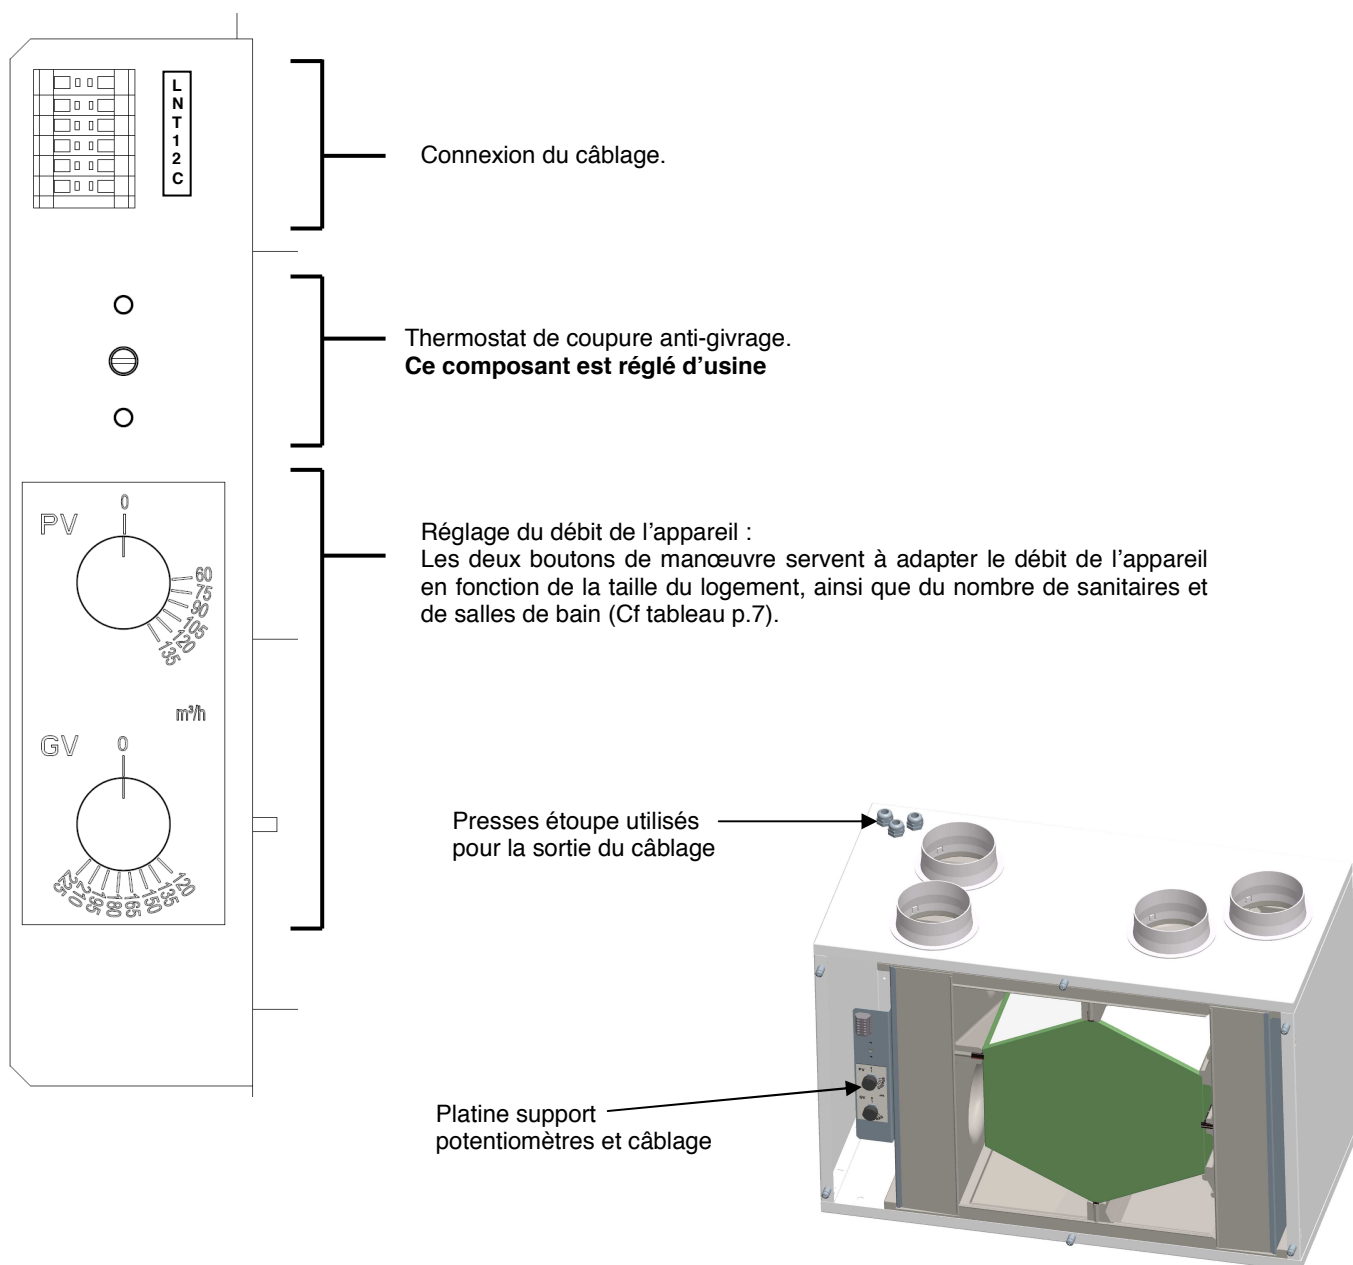 L
N
T
1
2
C
Connexion du câblage.
Thermostat de coupure anti-givrage.
Ce composant est réglé d'usine
PV
0
60
75
90
105
120
135
Réglage du débit de l'appareil :
Les deux boutons de manœuvre servent à adapter le débit de l'appareil
en fonction de la taille du logement, ainsi que du nombre de sanitaires et
de salles de bain (Cf tableau p.7).
m³/h
GV
0
225
210
195
180
165
150
135
120
Presses étoupe utilisés
pour la sortie du câblage
Platine support
potentiomètres et câblage
PV